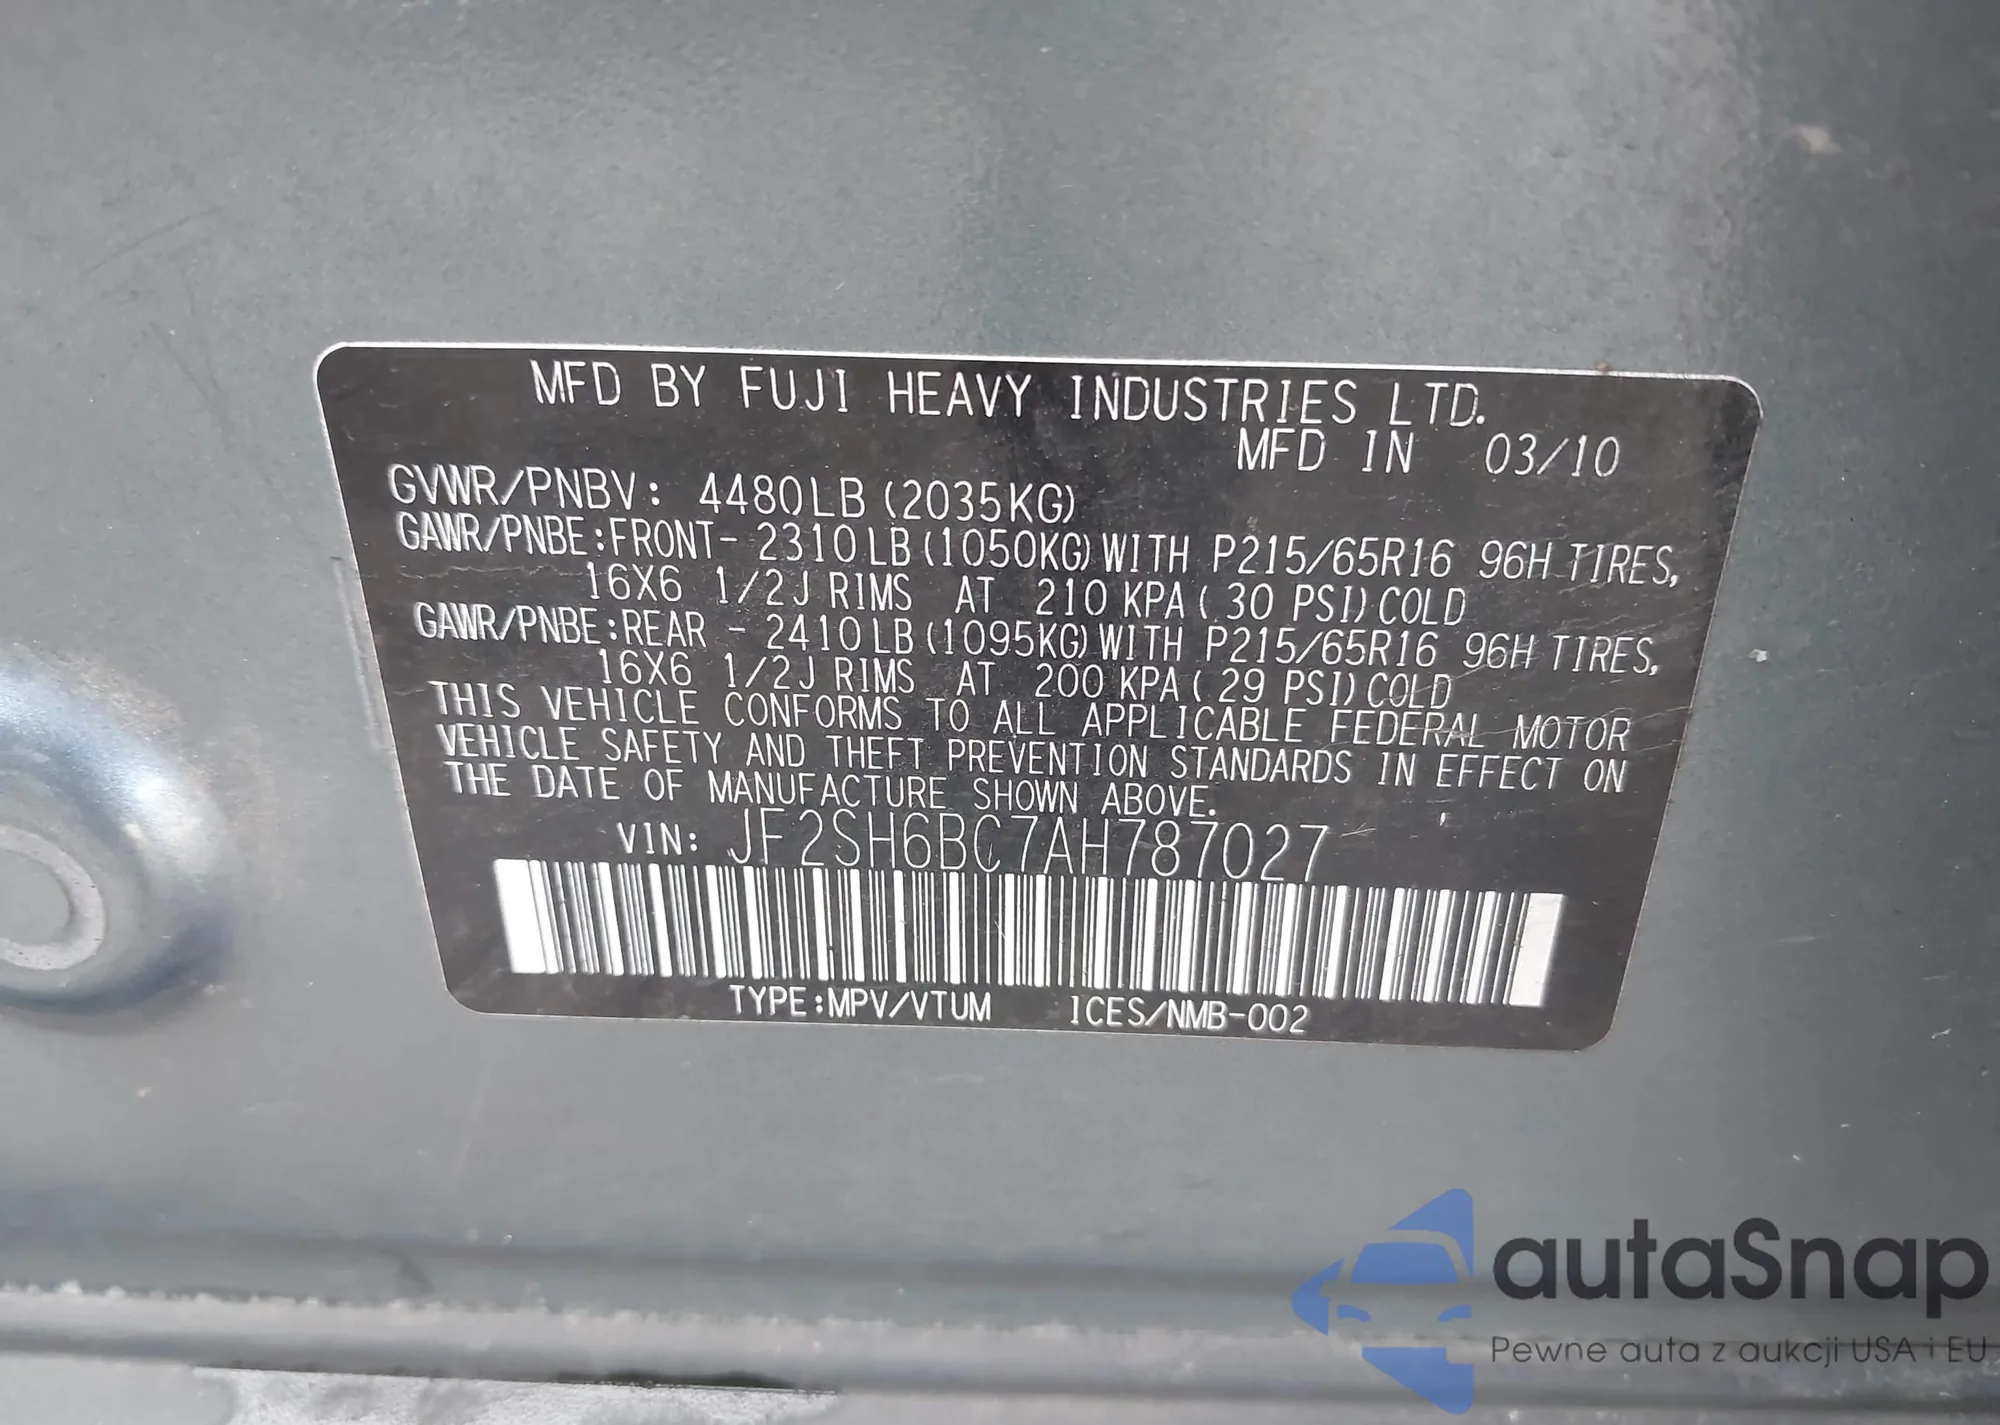 MFD BY FUJI HEAVY INDUSTRIES LTD.
MFD IN 03/10
GVWR/PNBV: 4480LB (2035KG)
GAWR/PNBE:FRONT- 2310LB (1050KG) WITH P215/65R16 96H TIRES,
16X6 1/2J RIMS AT 210 KPA ( 30 PSI) COLD
GAWR/PNBE:REAR - 2410LB (1095KG) WITH P215/65R16 96H TIRES,
16X6 1/2J RIMS AT 200 KPA ( 29 PSI) COLD
THIS VEHICLE CONFORMS TO ALL APPLICABLE FEDERAL MOTOR
VEHICLE SAFETY AND THEFT PREVENTION STANDARDS IN EFFECT ON
THE DATE OF MANUFACTURE SHOWN ABOVE.
VIN: JF2SH6BC7AH787027
TYPE:MPV/VTUM ICES/NMB-002
autaSnap
Pewne auta z aukcji USA i EU